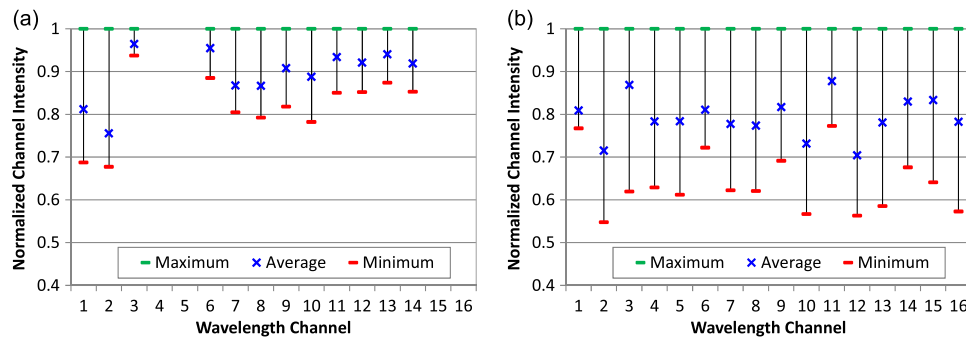 (a)
Normalized Channel Intensity
1
0.9
0.8
0.7
0.6
0.5
0.4
Maximum Average Minimum
1 2 3 4 5 6 7 8 9 10 11 12 13 14 15 16
Wavelength Channel
(b)
Normalized Channel Intensity
1
0.9
0.8
0.7
0.6
0.5
0.4
Maximum Average Minimum
1 2 3 4 5 6 7 8 9 10 11 12 13 14 15 16
Wavelength Channel